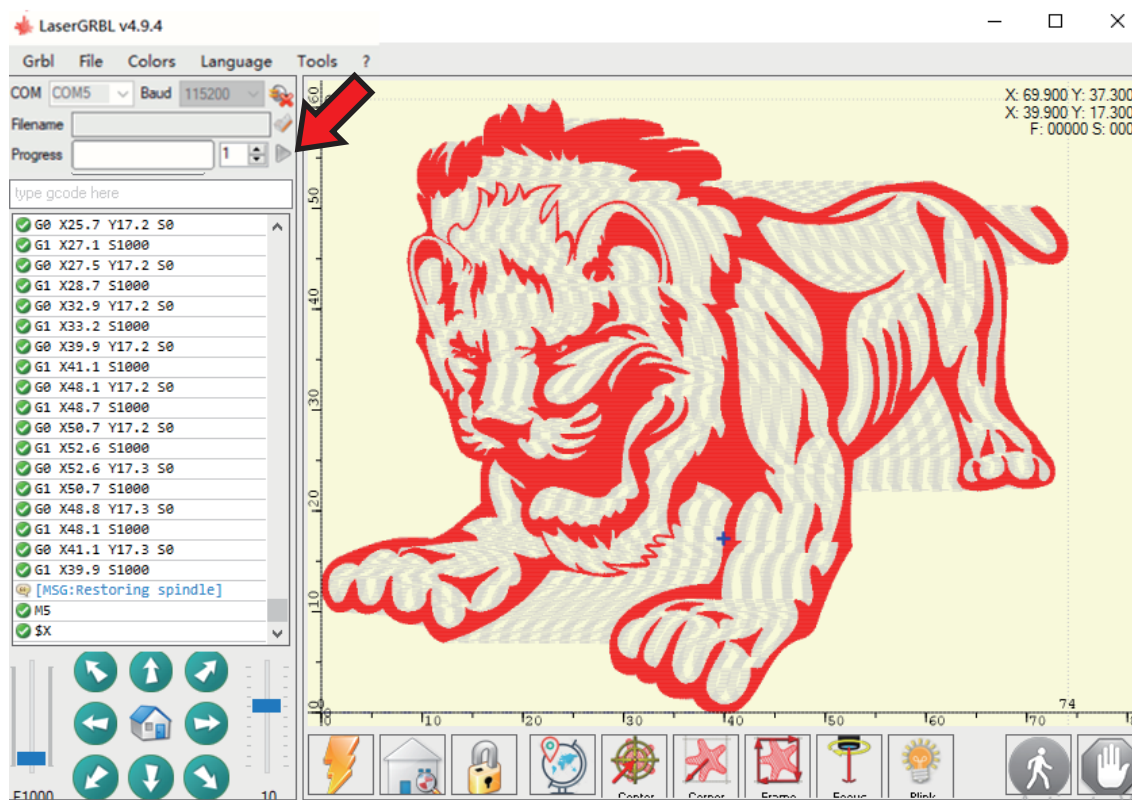 LaserGRBL v4.9.4
Grbl File Colors Language Tools ?
COM COM5 Baud 115200
Filename
Progress 1
type gcode here
G0 X25.7 Y17.2 S0
G1 X27.1 S1000
G0 X27.5 Y17.2 S0
G1 X28.7 S1000
G0 X32.9 Y17.2 S0
G1 X33.2 S1000
G0 X39.9 Y17.2 S0
G1 X41.1 S1000
G0 X48.1 Y17.2 S0
G1 X48.7 S1000
G0 X50.7 Y17.2 S0
G1 X52.6 S1000
G0 X52.6 Y17.3 S0
G1 X50.7 S1000
G0 X48.8 Y17.3 S0
G1 X48.1 S1000
G0 X41.1 Y17.3 S0
G1 X39.9 S1000
[MSG:Restoring spindle]
M5
$X
F1000 10
X: 69.900 Y: 37.300
X: 39.900 Y: 17.300
F: 00000 S: 000
60
50
40
30
20
10
0
0 10 20 30 40 50 60 70
74
Center Corner Frame Focus Blink